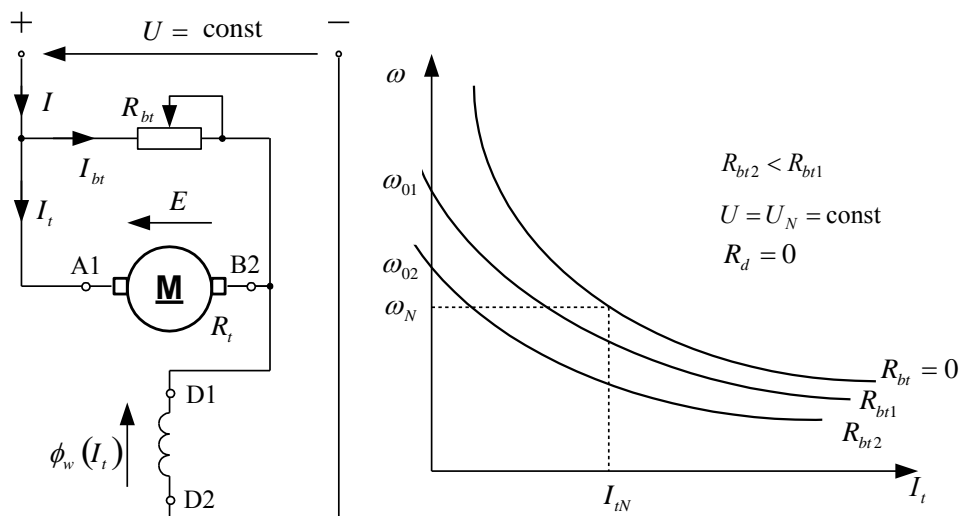 +
−
U = const
I
R_bt
I_bt
I_t
E
A1
M
B2
R_t
D1
ϕ_w (I_t)
D2
ω
ω_01
ω_02
ω_N
R_bt2 < R_bt1
U = U_N = const
R_d = 0
R_bt = 0
R_bt1
R_bt2
I_tN
I_t